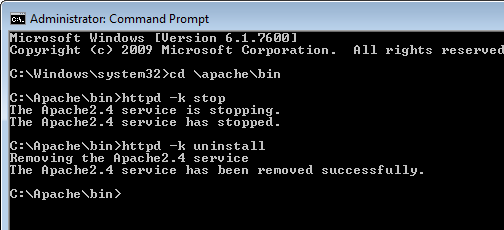 Administrator: Command Prompt
Microsoft Windows [Version 6.1.7600]
Copyright (c) 2009 Microsoft Corporation.  All rights reserved
C:\Windows\system32>cd \apache\bin
C:\Apache\bin>httpd -k stop
The Apache2.4 service is stopping.
The Apache2.4 service has stopped.
C:\Apache\bin>httpd -k uninstall
Removing the Apache2.4 service
The Apache2.4 service has been removed successfully.
C:\Apache\bin>